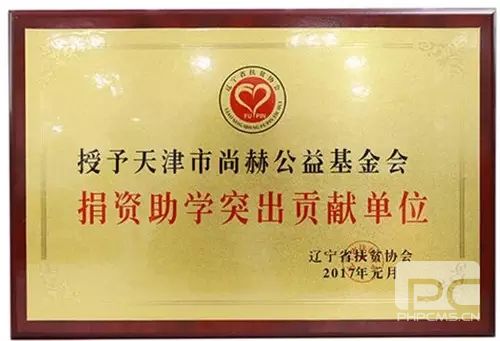 辽宁省扶贫协会
FU PIN
授予天津市尚赫公益基金会
捐资助学突出贡献单位
辽宁省扶贫协会
2017年元月
PC
PHPCMS.CN